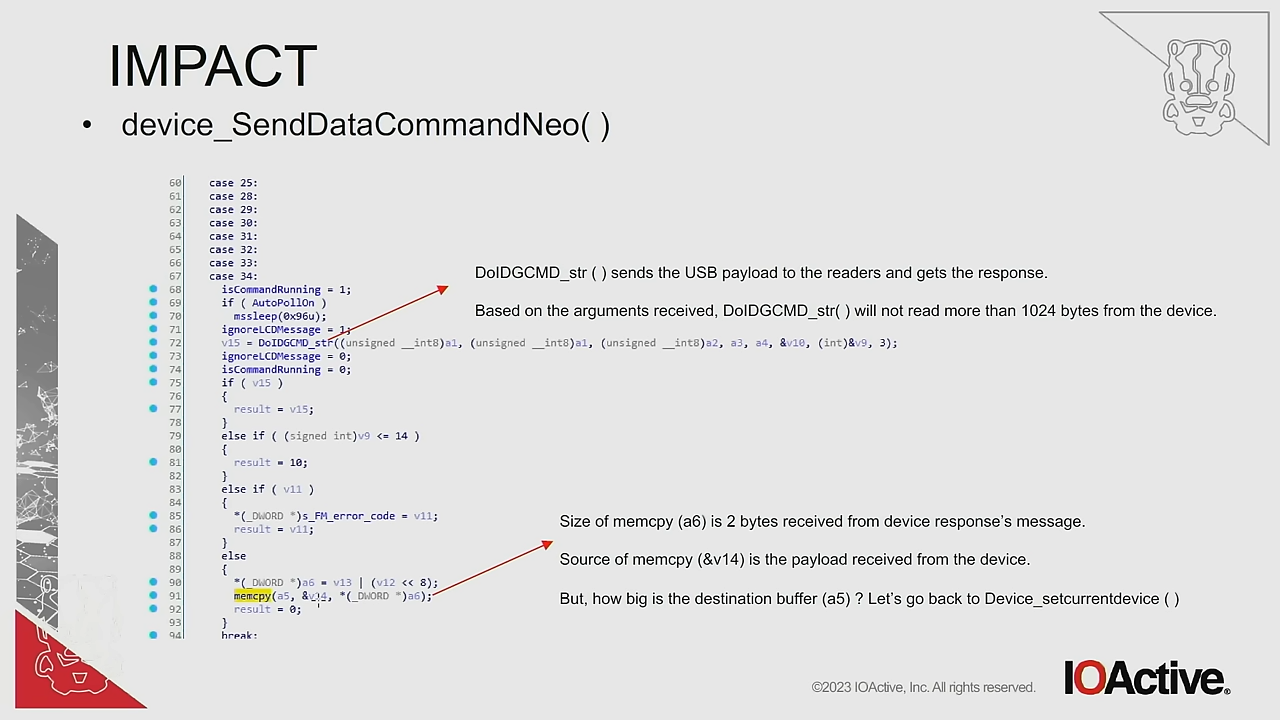 IMPACT
• device_SendDataCommandNeo( )
60 case 25:
61 case 28:
62 case 29:
63 case 30:
64 case 31:
65 case 32:
66 case 33:
67 case 34:
68 isCommandRunning = 1;
69 if ( AutoPollOn )
70 mssleep(0x96u);
71 ignoreLCDMessage = 1;
72 v15 = DoIDGCMD_str((unsigned __int8)a1, (unsigned __int8)a1, (unsigned __int8)a2, a3, a4, &v10, (int)&v9, 3);
73 ignoreLCDMessage = 0;
74 isCommandRunning = 0;
75 if ( v15 )
76 {
77 result = v15;
78 }
79 else if ( (signed int)v9 <= 14 )
80 {
81 result = 10;
82 }
83 else if ( v11 )
84 {
85 *(_DWORD *)s_FM_error_code = v11;
86 result = v11;
87 }
88 else
89 {
90 *(_DWORD *)a6 = v13 | (v12 << 8);
91 memcpy(a5, &v14, *(_DWORD *)a6);
92 result = 0;
93 }
94 break;
DoIDGCMD_str ( ) sends the USB payload to the readers and gets the response.
Based on the arguments received, DoIDGCMD_str( ) will not read more than 1024 bytes from the device.
Size of memcpy (a6) is 2 bytes received from device response’s message.
Source of memcpy (&v14) is the payload received from the device.
But, how big is the destination buffer (a5) ? Let’s go back to Device_setcurrentdevice ( )
©2023 IOActive, Inc. All rights reserved.
IOActive.